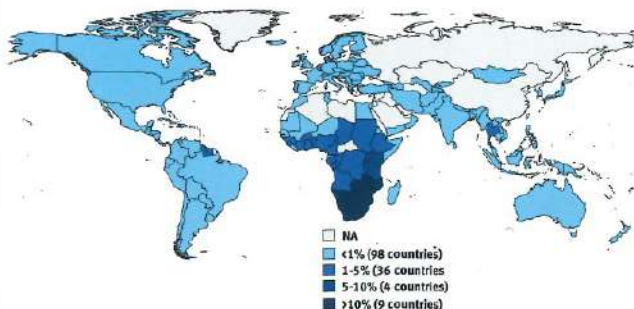 NA
<1% (98 countries)
1-5% (36 countries
5-10% (4 countries)
>10% (9 countries)